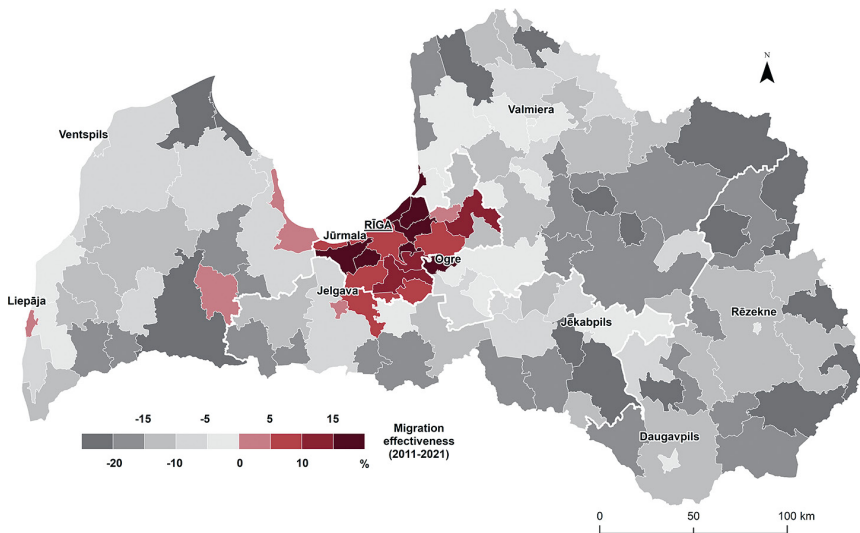 N
Valmiera
Ventspils
RĪGA
Jūrmala
Ogre
Jelgava
Liepāja
Jēkabpils
Rēzekne
Daugavpils
-15 -5 5 15
-20 -10 0 10 %
Migration
effectiveness
(2011-2021)
0 50 100 km